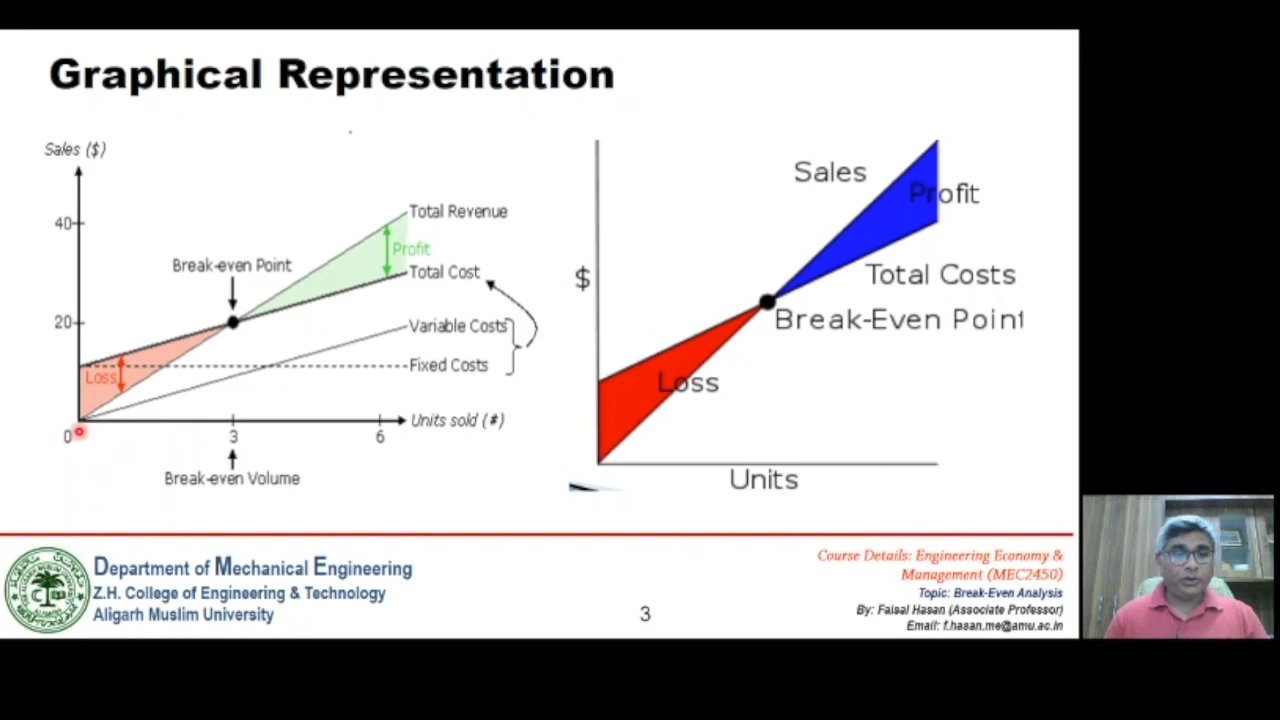 Graphical Representation
Sales ($)
40
20
0
Break-even Point
Total Revenue
Profit
Total Cost
Variable Costs
Fixed Costs
Loss
Units sold (#)
3
6
Break-even Volume
Sales
Profit
$
Total Costs
Break-Even Point
Loss
Units
Department of Mechanical Engineering
Z.H. College of Engineering & Technology
Aligarh Muslim University
3
Course Details: Engineering Economy &
Management (MEC2450)
Topic: Break-Even Analysis
By: Faisal Hasan (Associate Professor)
Email: f.hasan.me@amu.ac.in